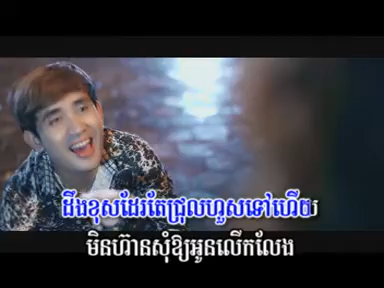 ដឹងខុសដែរតែជ្រុលហួសទៅហើយ
មិនហ៊ានសុំឱ្យអូនលើកលែង